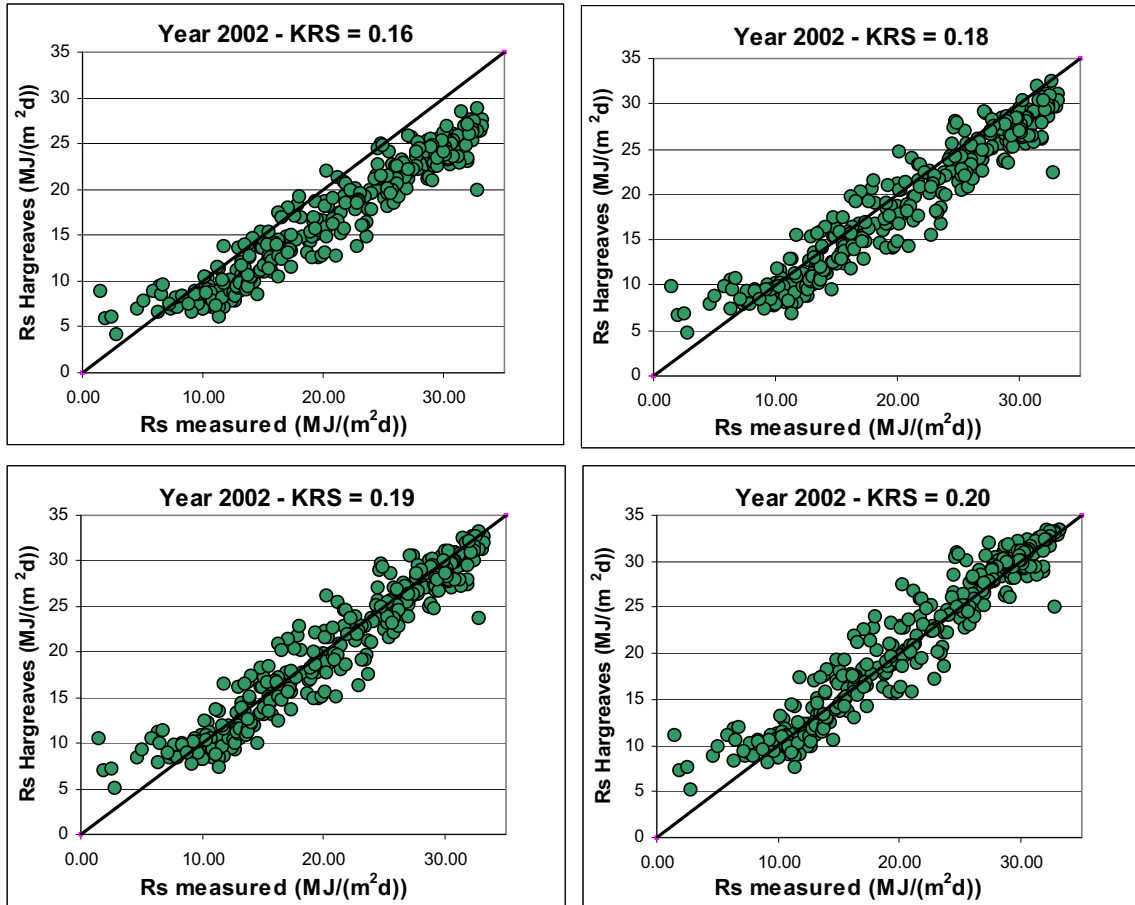 Year 2002 - KRS = 0.16
Rs Hargreaves (MJ/(m²d))
35
30
25
20
15
10
5
0
0.00 10.00 20.00 30.00
Rs measured (MJ/(m²d))
Year 2002 - KRS = 0.18
Rs Hargreaves (MJ/(m²d))
35
30
25
20
15
10
5
0
0.00 10.00 20.00 30.00
Rs measured (MJ/(m²d))
Year 2002 - KRS = 0.19
Rs Hargreaves (MJ/(m²d))
35
30
25
20
15
10
5
0
0.00 10.00 20.00 30.00
Rs measured (MJ/(m²d))
Year 2002 - KRS = 0.20
Rs Hargreaves (MJ/(m²d))
35
30
25
20
15
10
5
0
0.00 10.00 20.00 30.00
Rs measured (MJ/(m²d))